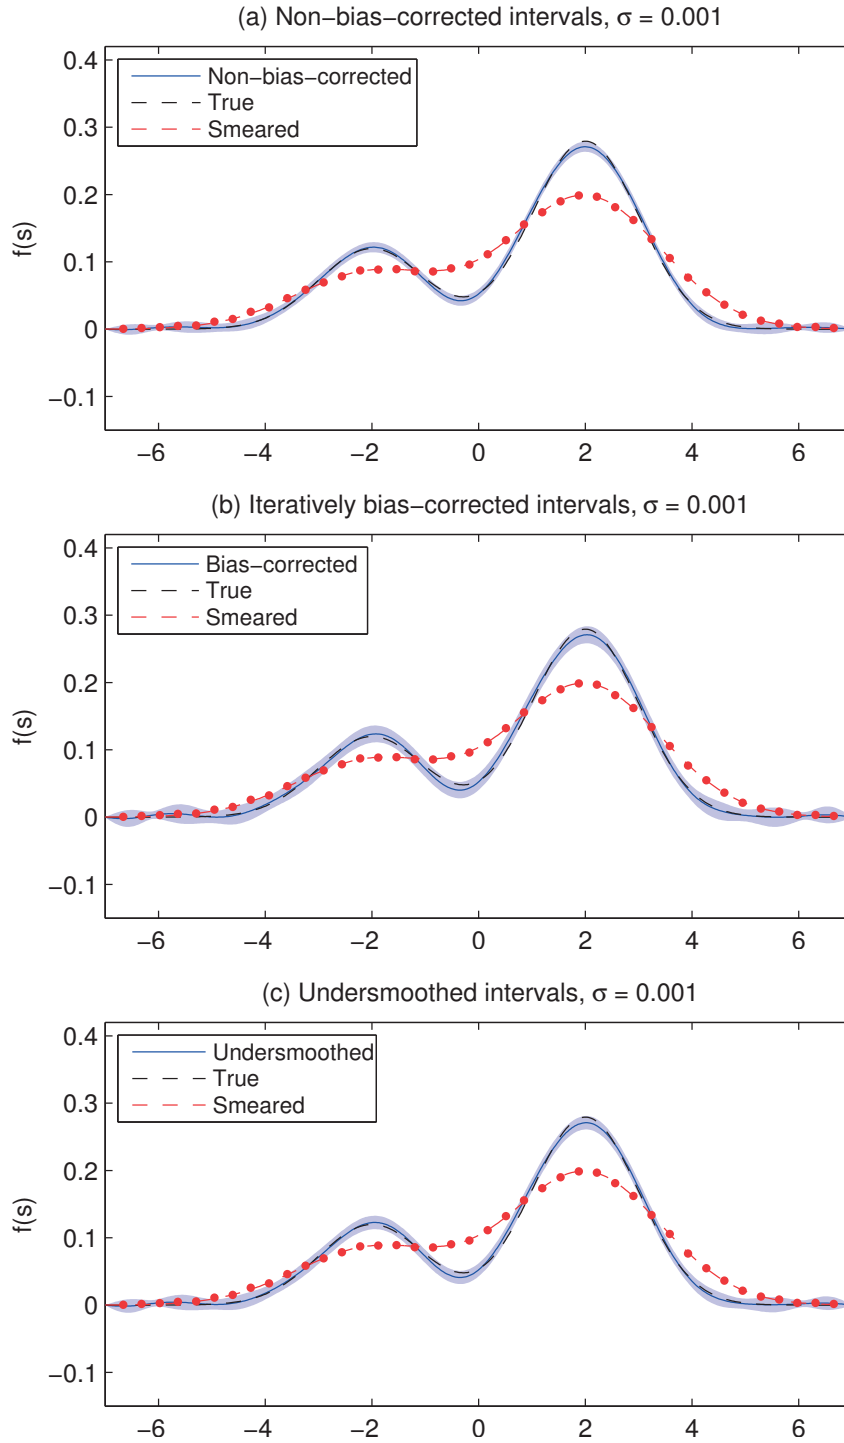 (a) Non−bias−corrected intervals, σ = 0.001
0.4
0.3
0.2
0.1
0
−0.1
f(s)
Non-bias-corrected
True
Smeared
−6
−4
−2
0
2
4
6
(b) Iteratively bias−corrected intervals, σ = 0.001
0.4
0.3
0.2
0.1
0
−0.1
f(s)
Bias−corrected
True
Smeared
−6
−4
−2
0
2
4
6
(c) Undersmoothed intervals, σ = 0.001
0.4
0.3
0.2
0.1
0
−0.1
f(s)
Undersmoothed
True
Smeared
−6
−4
−2
0
2
4
6